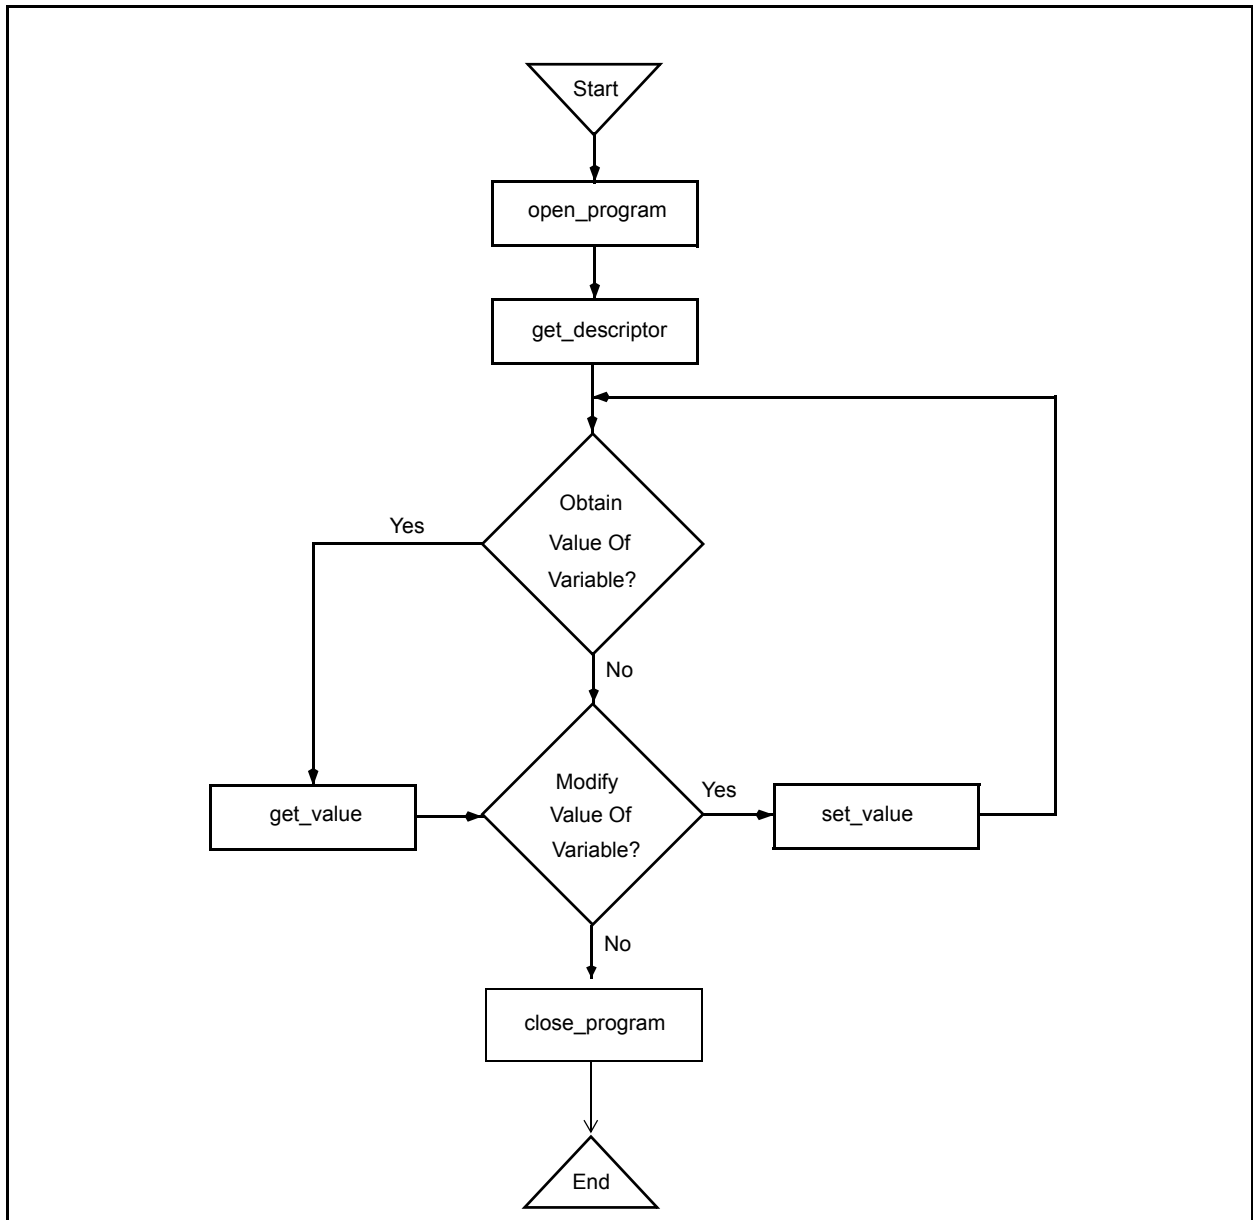 Start
open_program
get_descriptor
Obtain
Value Of
Variable?
Yes
No
Modify
Value Of
Variable?
Yes
get_value
set_value
No
close_program
End